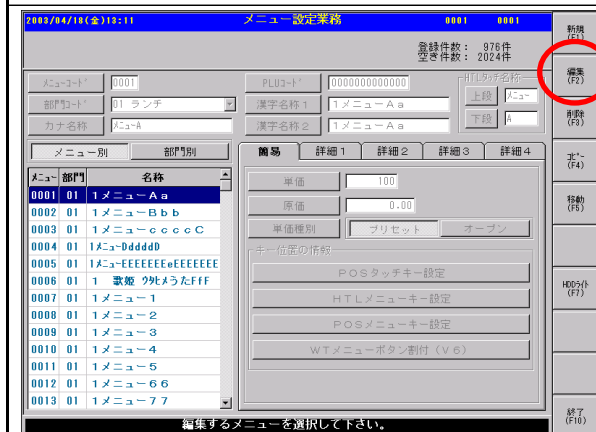 2003/04/18(金)13:11 メニュー設定業務 0001 0001
登録件数： 976件
空き件数： 2024件
ﾒﾆｭｰｺｰﾄﾞ 0001 PLUｺｰﾄﾞ 0000000000000 HTLﾀｯﾁ名称
部門ｺｰﾄﾞ 01 ランチ 漢字名称１ １メニューＡａ 上段 ﾒﾆｭｰ
カナ名称 ﾒﾆｭｰA 漢字名称２ １メニューＡａ 下段 A
メニュー別 部門別
簡易 詳細１ 詳細２ 詳細３ 詳細４
ﾒﾆｭｰ 部門 名称
0001 01 １メニューＡａ
0002 01 １メニューＢｂｂ
0003 01 １メニューｃｃｃｃＣ
0004 01 1ﾒﾆｭｰDddddD
0005 01 1ﾒﾆｭｰEEEEEEEeEEEEEEE
0006 01 1 歌姫 ｳﾀﾋﾒうたFfF
0007 01 １メニュー１
0008 01 １メニュー２
0009 01 １メニュー３
0010 01 １メニュー４
0011 01 １メニュー５
0012 01 １メニュー６６
0013 01 １メニュー７７
単価 100
原価 0.00
単価種別 プリセット オープン
キー位置の情報
ＰＯＳタッチキー設定
ＨＴＬメニューキー設定
ＰＯＳメニューキー設定
ＷＴメニューボタン割付（Ｖ６）
編集するメニューを選択して下さい。
新規
(F1)
編集
(F2)
削除
(F3)
ｺﾋﾟｰ
(F4)
移動
(F5)
HDDﾗｲﾄ
(F7)
終了
(F10)